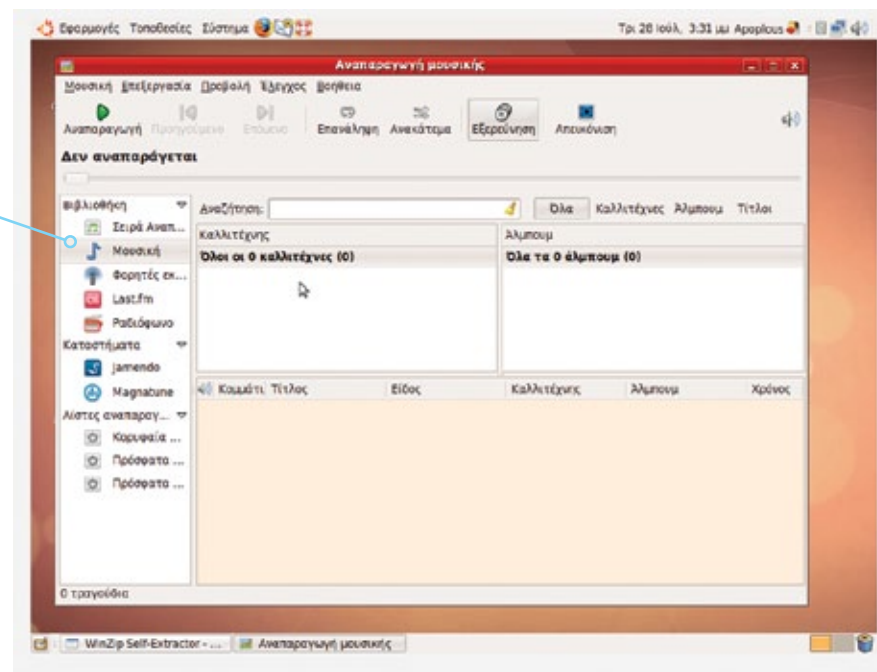 Εφαρμογές Τοποθεσίες Σύστημα Τρι 28 Ιούλ, 3:31 μμ Apoplous
Αναπαραγωγή μουσικής
Μουσική Επεξεργασία Προβολή Έλεγχος Βοήθεια
Αναπαραγωγή Προηγούμενο Επόμενο Επανάληψη Ανακάτεμα Εξερεύνηση Απεικόνιση
Δεν αναπαράγεται
Βιβλιοθήκη
Σειρά Αναπ...
Μουσική
Φορητές εκ...
Last.fm
Ραδιόφωνο
Καταστήματα
Jamendo
Magnatune
Λίστες αναπαραγ...
Κορυφαία ...
Πρόσφατα ...
Πρόσφατα ...
Αναζήτηση: Όλα Καλλιτέχνες Άλμπουμ Τίτλοι
Καλλιτέχνης Άλμπουμ
Όλοι οι 0 καλλιτέχνες (0) Όλα τα 0 άλμπουμ (0)
Κομμάτι Τίτλος Είδος Καλλιτέχνης Άλμπουμ Χρόνος
0 τραγούδια
WinZip Self-Extractor - ... Αναπαραγωγή μουσικής